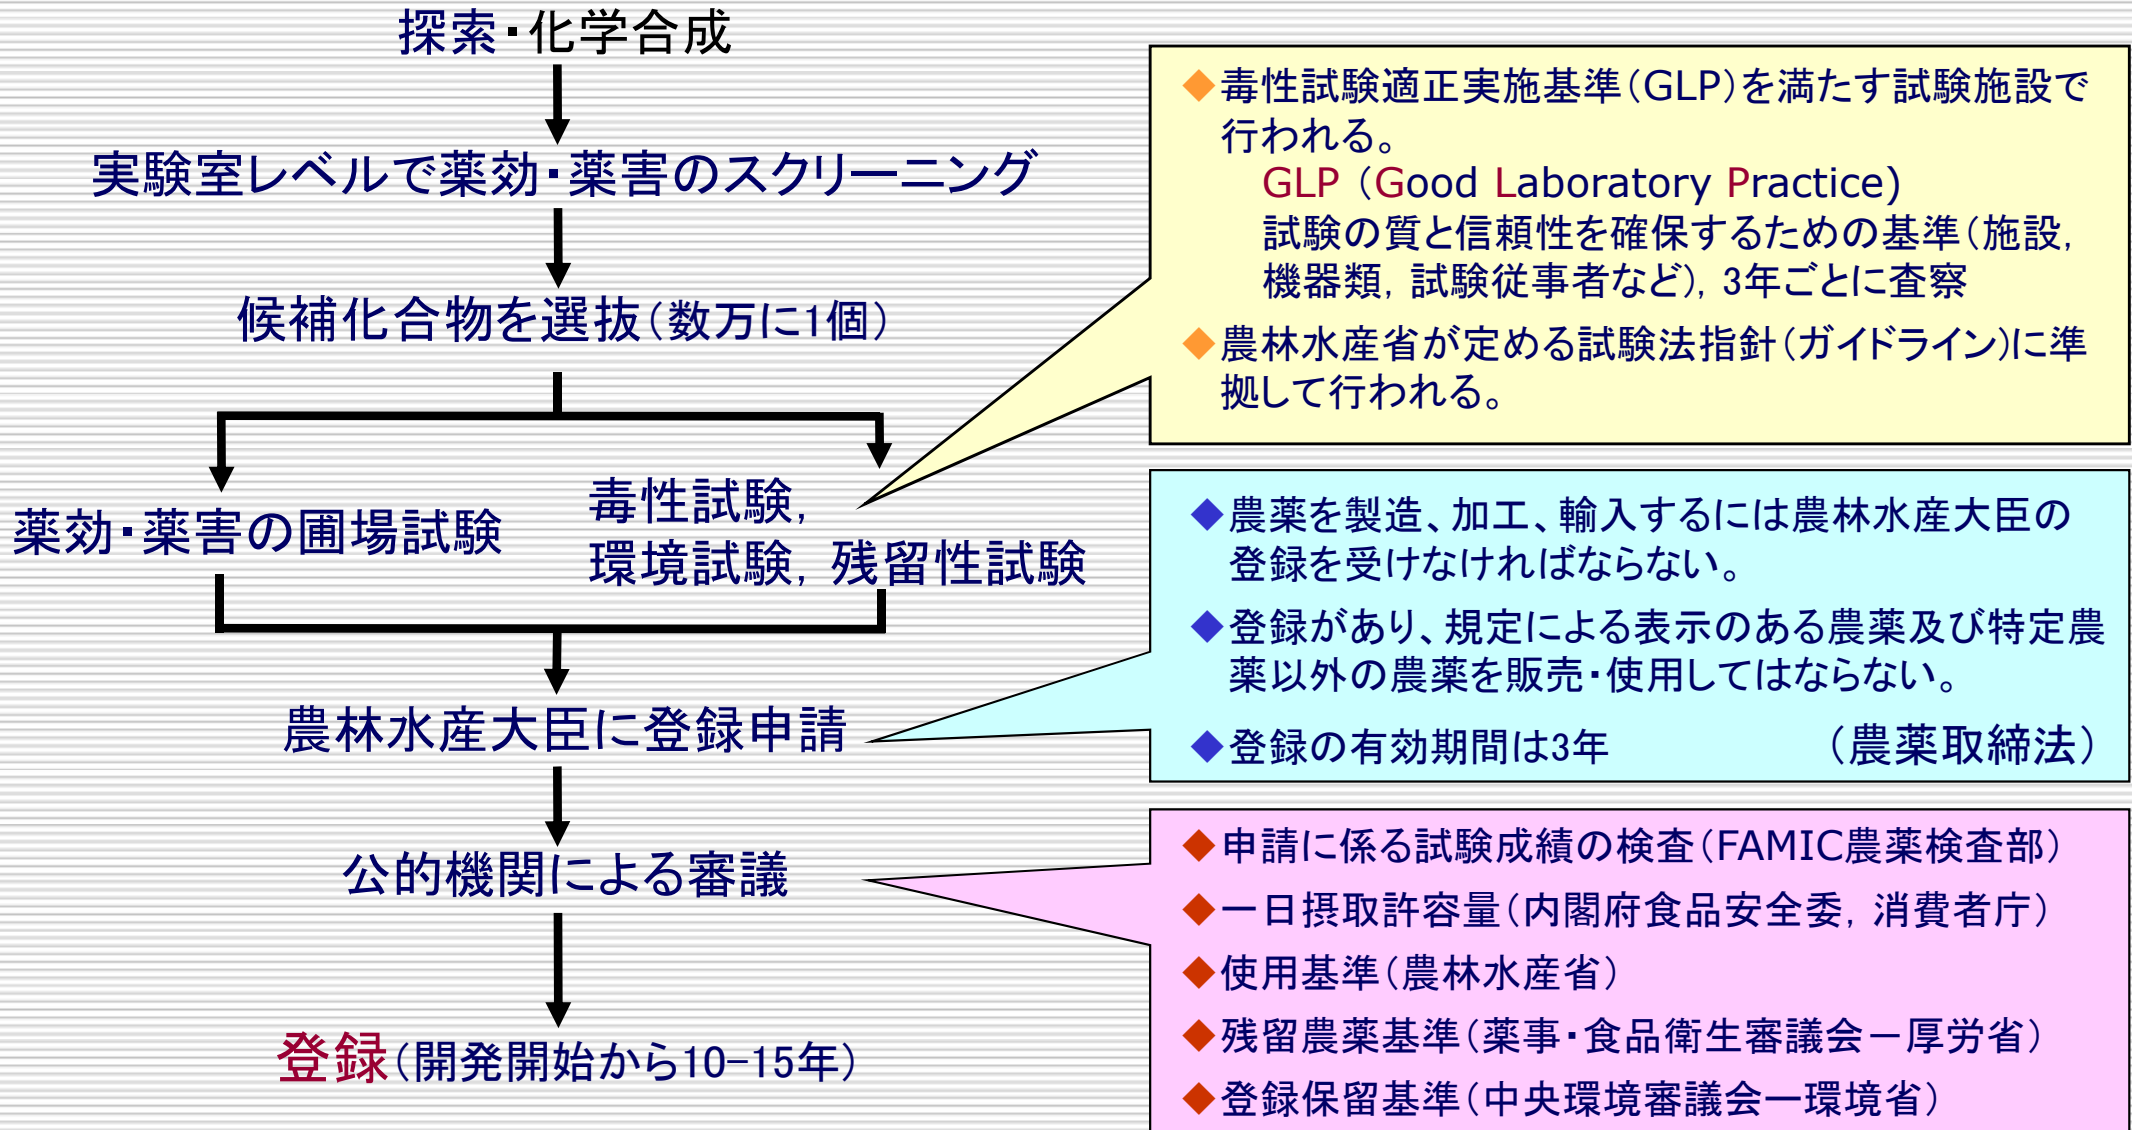 探索・化学合成
実験室レベルで薬効・薬害のスクリーニング
候補化合物を選抜（数万に1個）
薬効・薬害の圃場試験
毒性試験，
環境試験，残留性試験
農林水産大臣に登録申請
公的機関による審議
登録（開発開始から10-15年）
◆毒性試験適正実施基準（GLP）を満たす試験施設で
行われる。
GLP （Good Laboratory Practice）
試験の質と信頼性を確保するための基準（施設，
機器類，試験従事者など），3年ごとに査察
◆農林水産省が定める試験法指針（ガイドライン）に準
拠して行われる。
◆農薬を製造、加工、輸入するには農林水産大臣の
登録を受けなければならない。
◆登録があり、規定による表示のある農薬及び特定農
薬以外の農薬を販売・使用してはならない。
◆登録の有効期間は3年 （農薬取締法）
◆申請に係る試験成績の検査（FAMIC農薬検査部）
◆一日摂取許容量（内閣府食品安全委，消費者庁）
◆使用基準（農林水産省）
◆残留農薬基準（薬事・食品衛生審議会－厚労省）
◆登録保留基準（中央環境審議会―環境省）